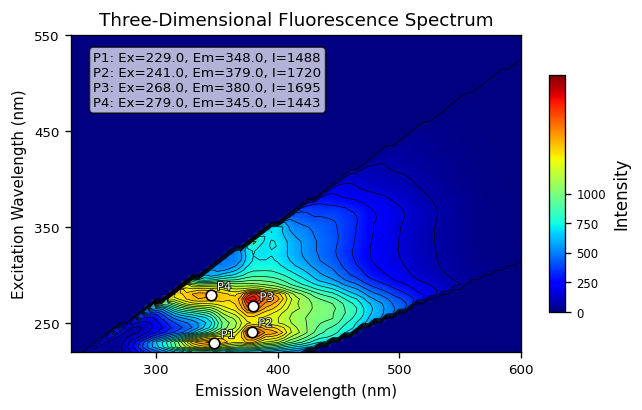 Three-Dimensional Fluorescence Spectrum
P1: Ex=229.0, Em=348.0, I=1488
P2: Ex=241.0, Em=379.0, I=1720
P3: Ex=268.0, Em=380.0, I=1695
P4: Ex=279.0, Em=345.0, I=1443
550
450
350
250
Excitation Wavelength (nm)
P4
P3
P2
P1
300
400
500
600
Emission Wavelength (nm)
1000
750
500
250
0
Intensity